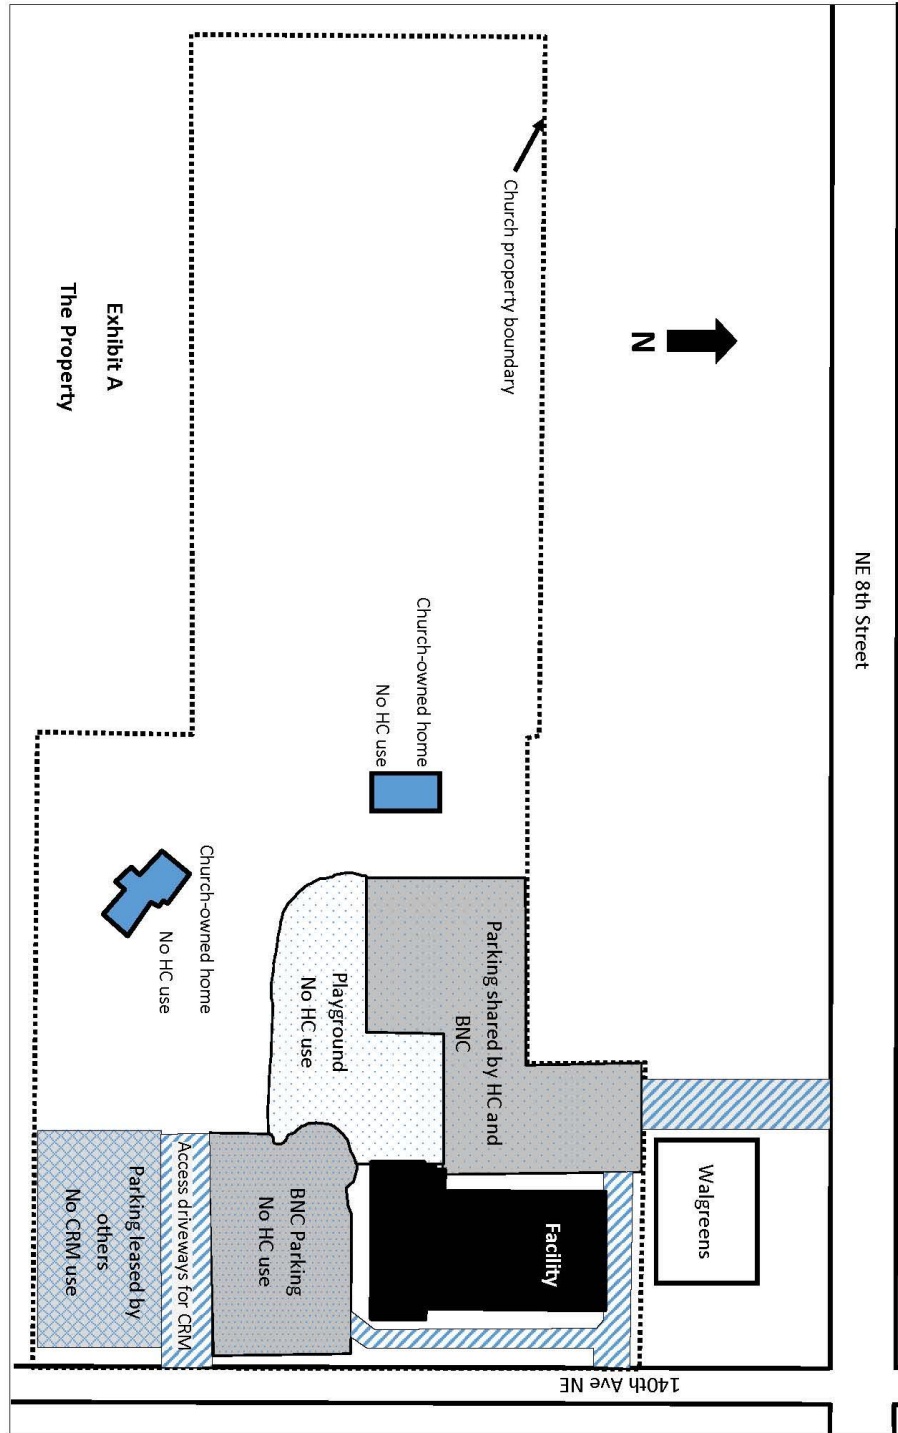 NE 8th Street
N
Church property boundary
Exhibit A
The Property
Church-owned home
No HC use
Church-owned home
No HC use
Parking shared by HC and
BNC
Playground
No HC use
Walgreens
Facility
BNC Parking
No HC use
Access driveways for CRM
Parking leased by
others
No CRM use
140th Ave NE